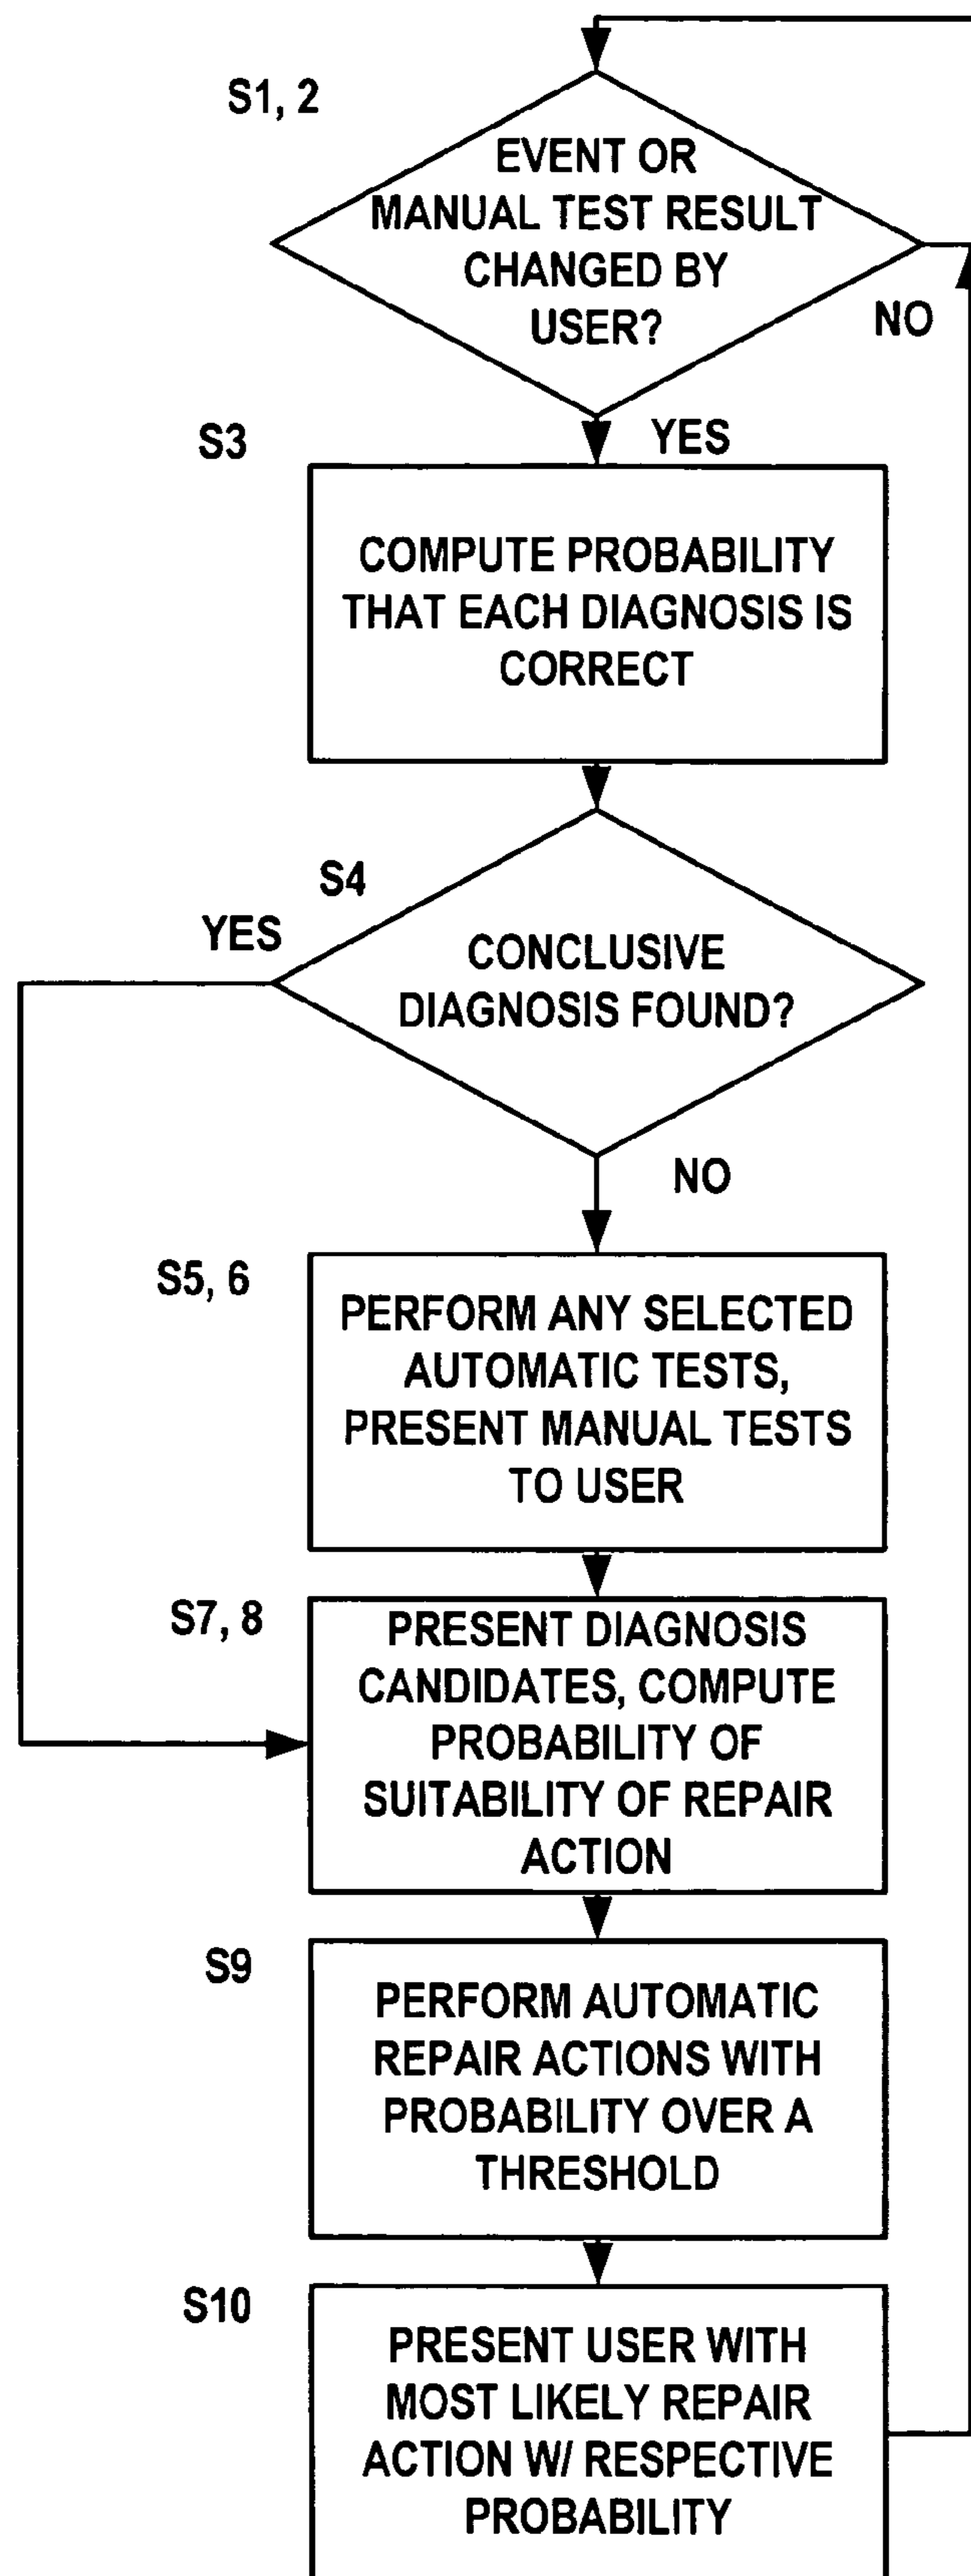 S1, 2
EVENT OR
MANUAL TEST RESULT
CHANGED BY
USER?
NO
YES
S3
COMPUTE PROBABILITY
THAT EACH DIAGNOSIS IS
CORRECT
S4
YES
CONCLUSIVE
DIAGNOSIS FOUND?
NO
S5, 6
PERFORM ANY SELECTED
AUTOMATIC TESTS,
PRESENT MANUAL TESTS
TO USER
S7, 8
PRESENT DIAGNOSIS
CANDIDATES, COMPUTE
PROBABILITY OF
SUITABILITY OF REPAIR
ACTION
S9
PERFORM AUTOMATIC
REPAIR ACTIONS WITH
PROBABILITY OVER A
THRESHOLD
S10
PRESENT USER WITH
MOST LIKELY REPAIR
ACTION W/ RESPECTIVE
PROBABILITY